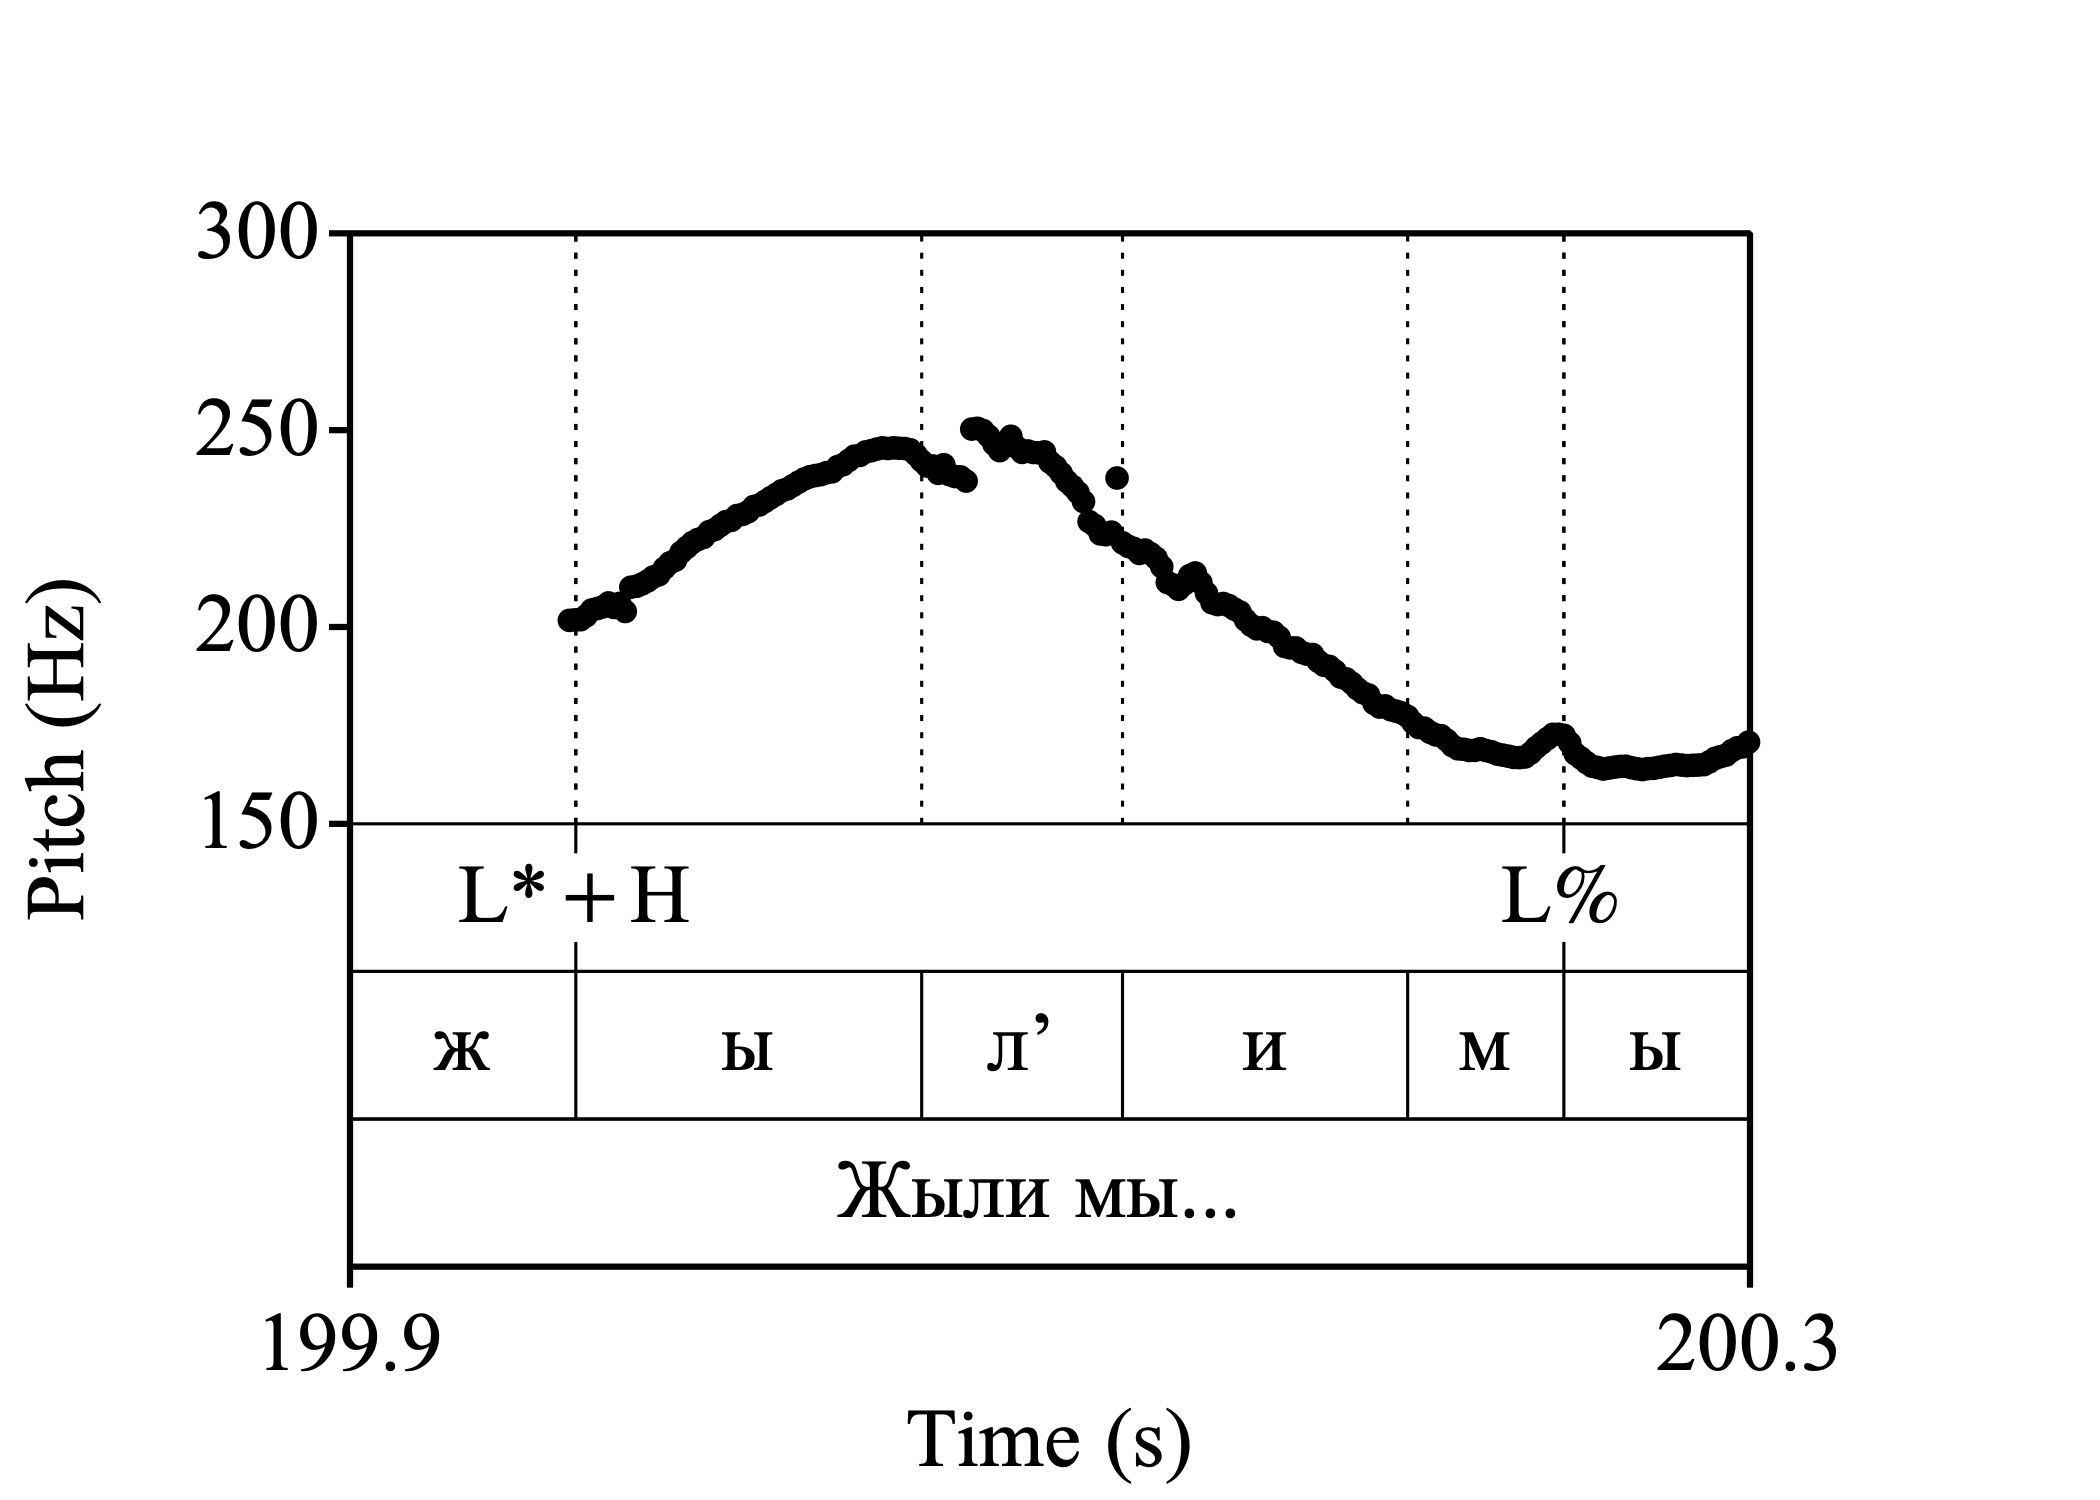 300
250
200
150
Pitch (Hz)
L*+H L%
ж ы л’ и м ы
Жыли мы...
199.9 200.3
Time (s)